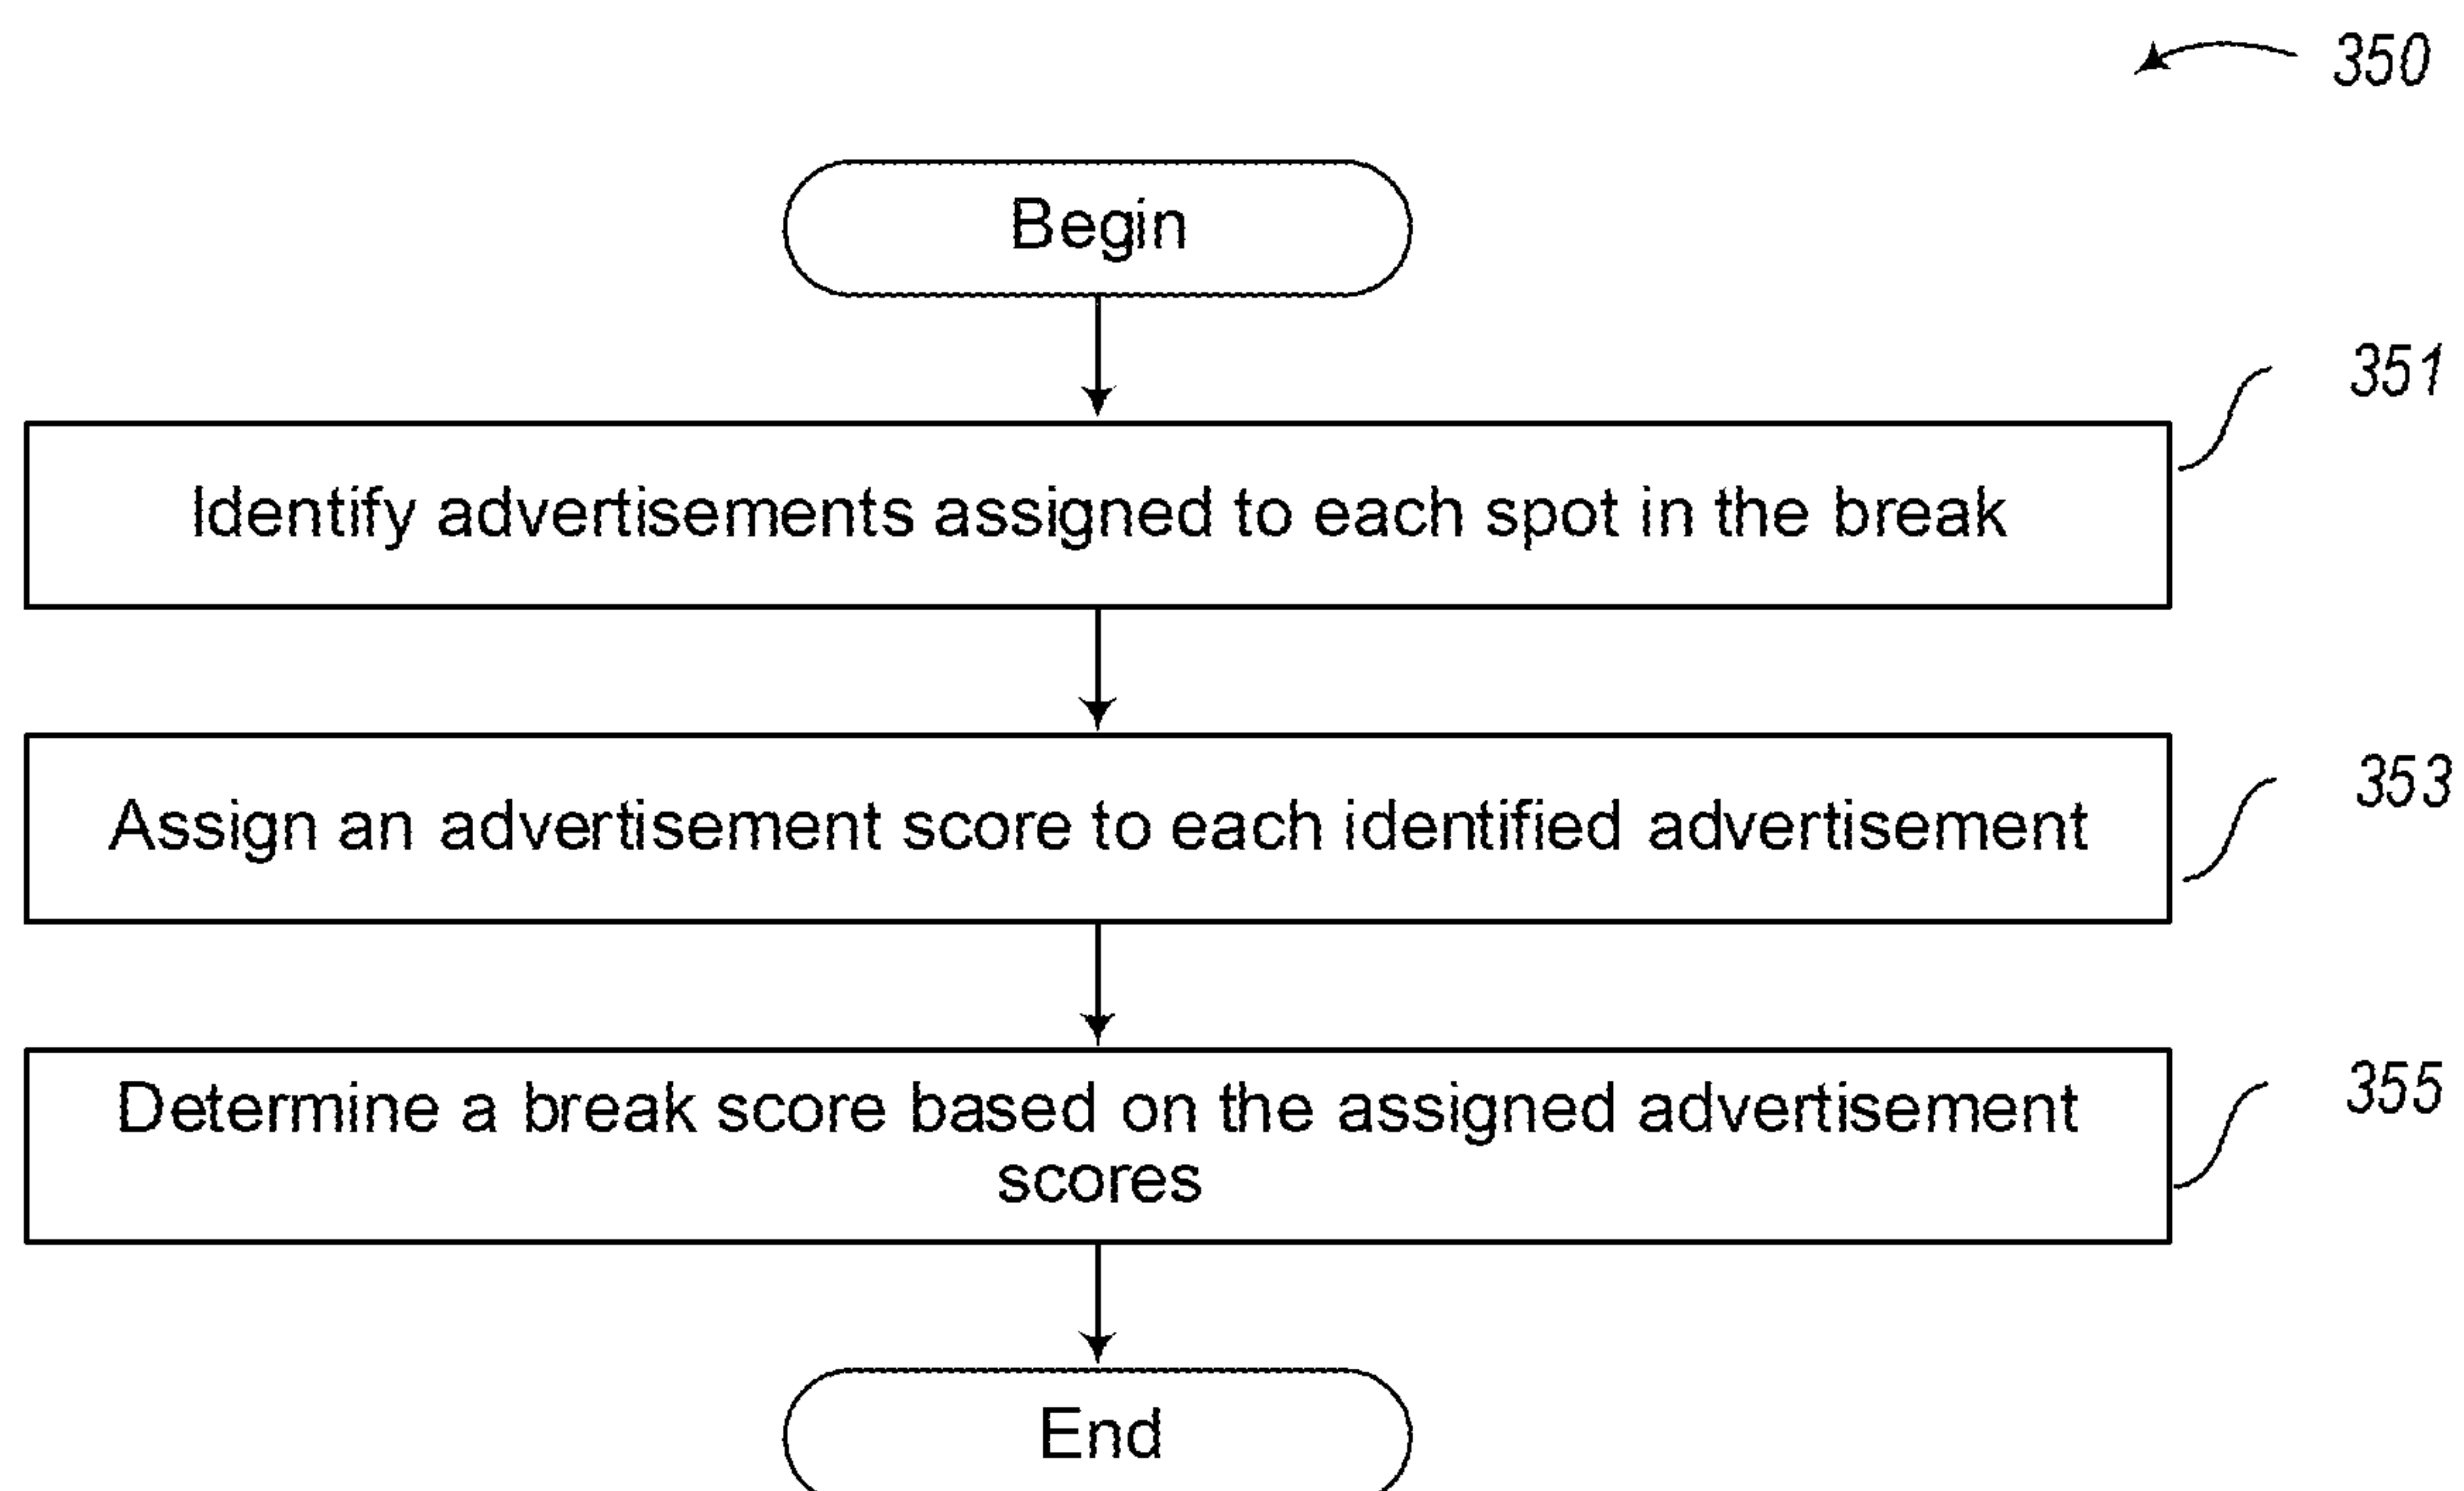 350
Begin
351
Identify advertisements assigned to each spot in the break
353
Assign an advertisement score to each identified advertisement
355
Determine a break score based on the assigned advertisement
scores
End